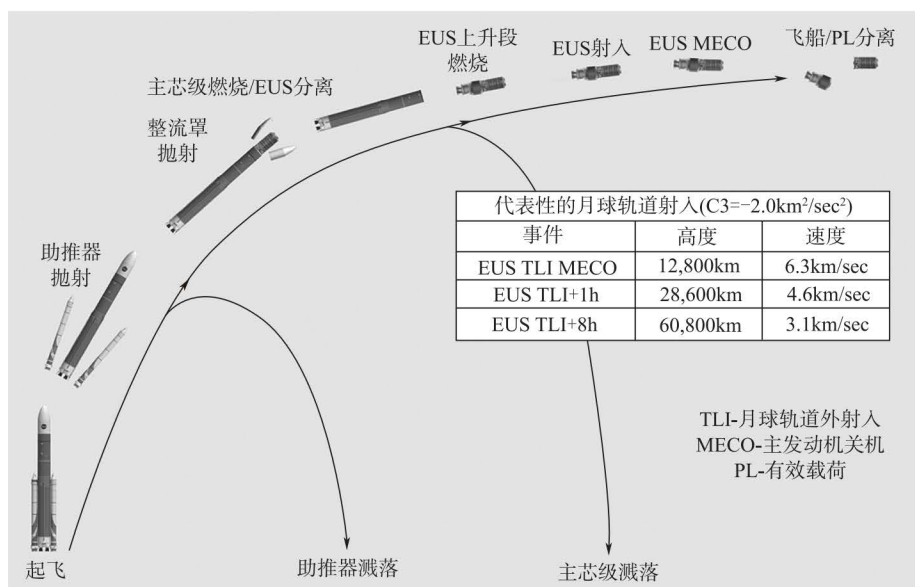 EUS上升段
燃烧
EUS射入
EUS MECO
飞船/PL分离
主芯级燃烧/EUS分离
整流罩
抛射
助推器
抛射
代表性的月球轨道射入(C3=−2.0km²/sec²)
事件 高度 速度
EUS TLI MECO 12,800km 6.3km/sec
EUS TLI+1h 28,600km 4.6km/sec
EUS TLI+8h 60,800km 3.1km/sec
TLI-月球轨道外射入
MECO-主发动机关机
PL-有效载荷
起飞
助推器溅落
主芯级溅落